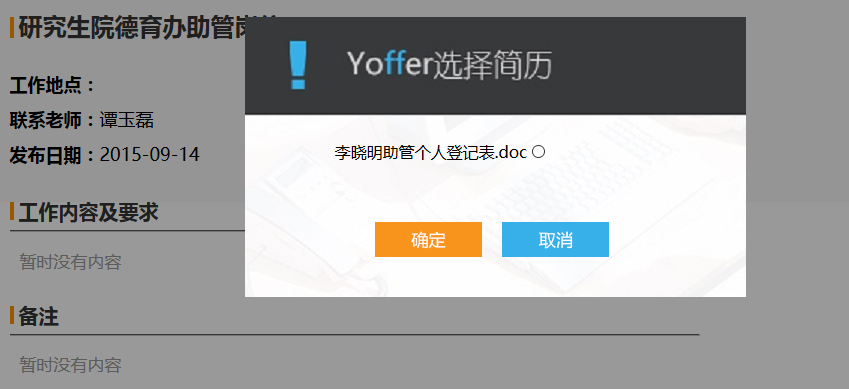 研究生院德育办助管岗
工作地点：
联系老师：谭玉磊
发布日期：2015-09-14
工作内容及要求
暂时没有内容
备注
暂时没有内容
Yoffer选择简历
李晓明助管个人登记表.doc
确定
取消